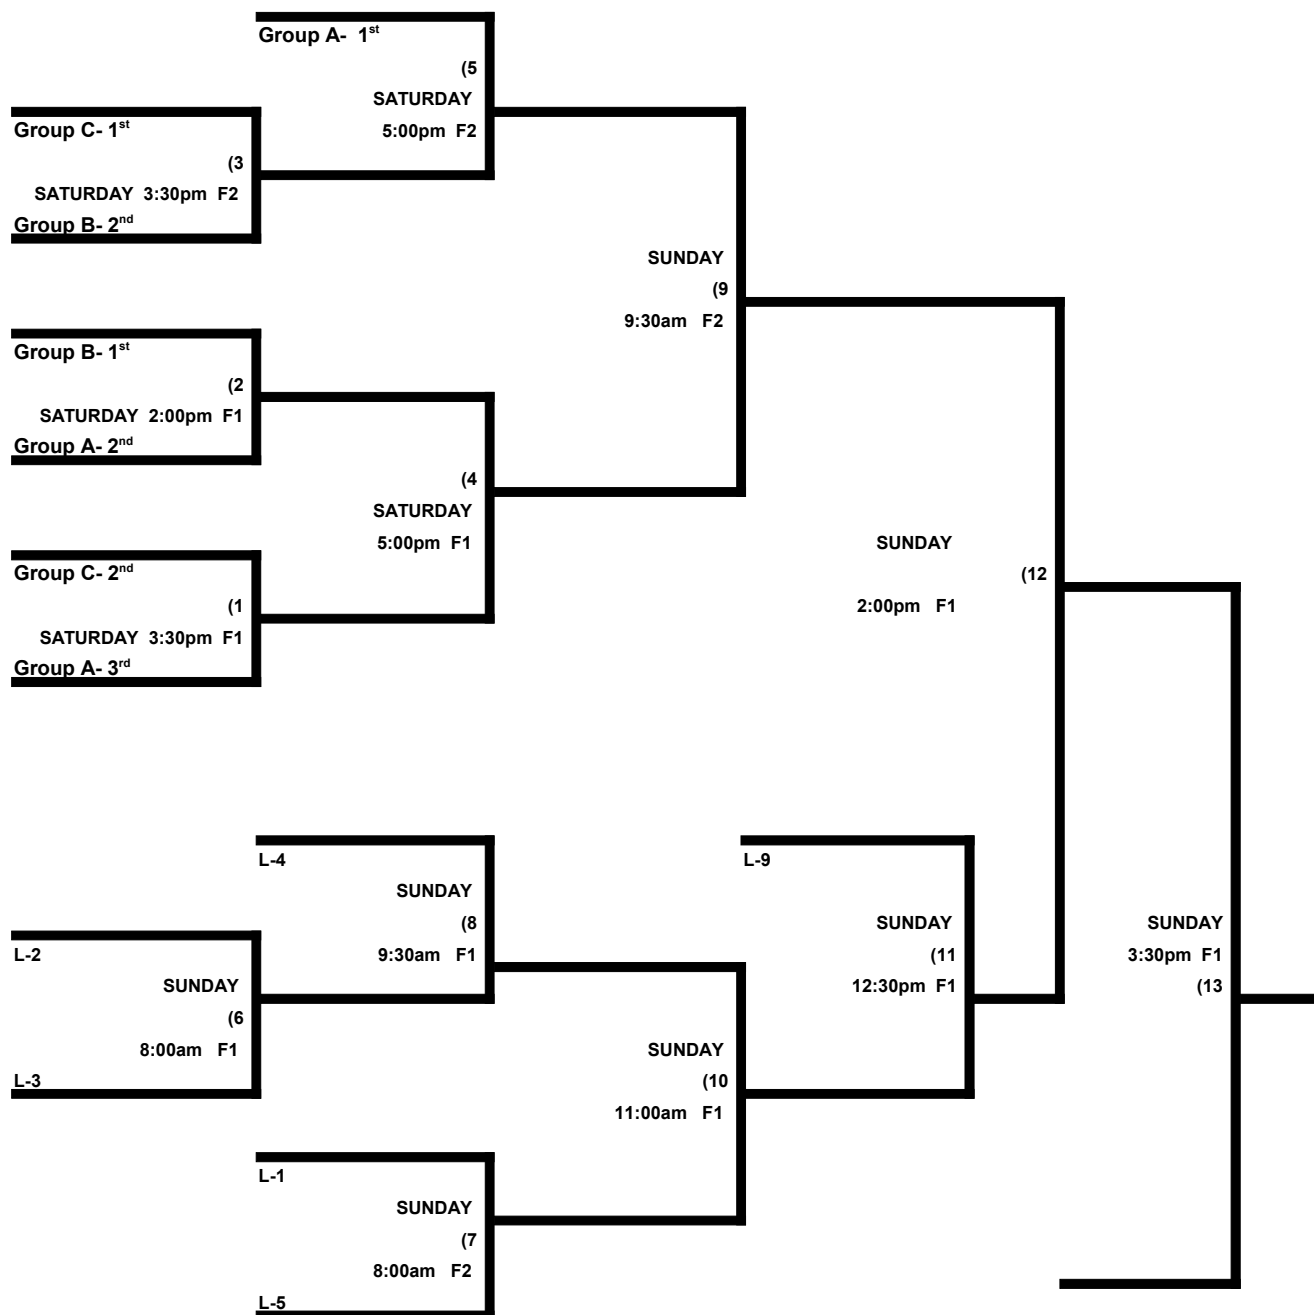 Group A-  1st
(5
SATURDAY
5:00pm  F2
Group C- 1st
(3
SATURDAY  3:30pm  F2
Group B- 2nd
SUNDAY
(9
9:30am   F2
Group B- 1st
(2
SATURDAY  2:00pm  F1
Group A- 2nd
(4
SATURDAY
5:00pm  F1
Group C- 2nd
(1
SATURDAY  3:30pm  F1
Group A- 3rd
SUNDAY
(12
2:00pm   F1
L-4
SUNDAY
(8
9:30am   F1
L-2
SUNDAY
(6
8:00am   F1
L-3
L-9
SUNDAY
(11
12:30pm  F1
SUNDAY
3:30pm  F1
(13
SUNDAY
(10
11:00am   F1
L-1
SUNDAY
(7
8:00am   F2
L-5